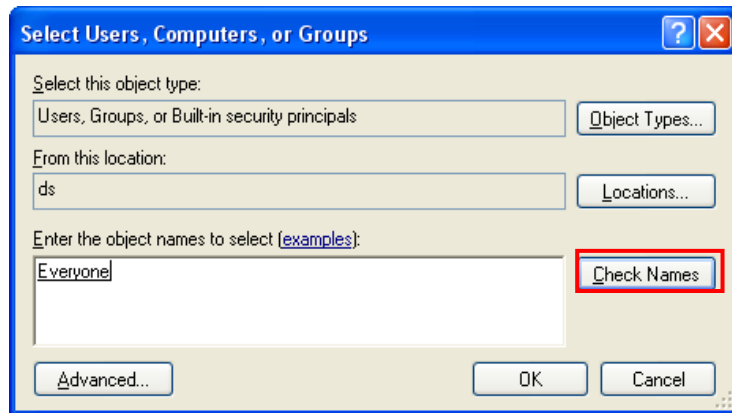 Select Users, Computers, or Groups
Select this object type:
Users, Groups, or Built-in security principals
Object Types...
From this location:
ds
Locations...
Enter the object names to select (examples):
Everyone
Check Names
Advanced...
OK
Cancel